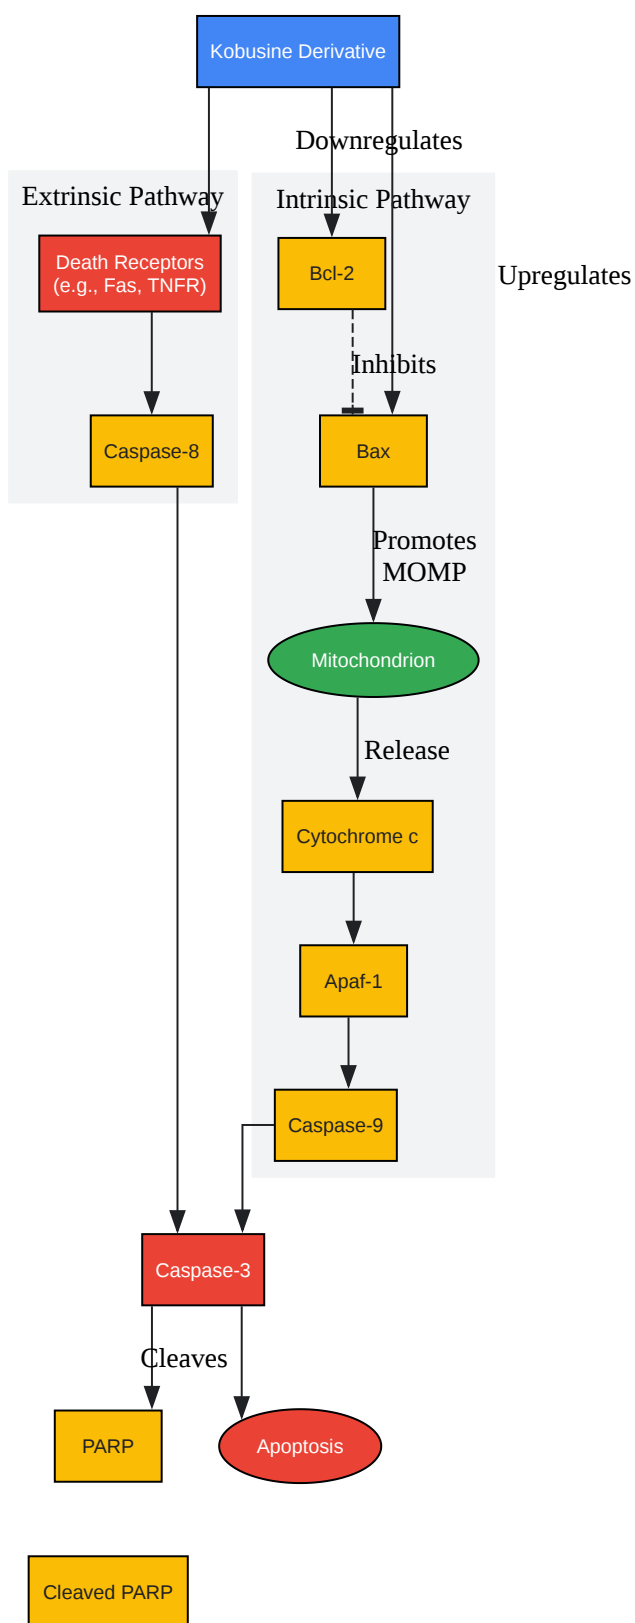 Kobusine Derivative
Downregulates
Extrinsic Pathway
Intrinsic Pathway
Death Receptors
(e.g., Fas, TNFR)
Bcl-2
Upregulates
Inhibits
Caspase-8
Bax
Promotes
MOMP
Mitochondrion
Release
Cytochrome c
Apaf-1
Caspase-9
Caspase-3
Cleaves
PARP
Apoptosis
Cleaved PARP